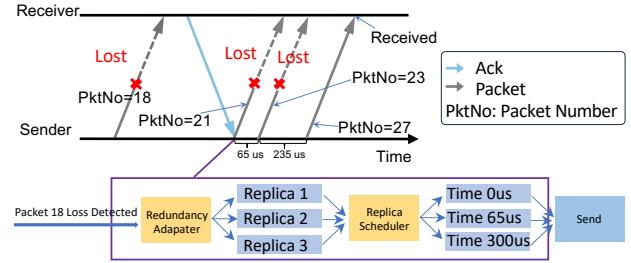 Receiver
Lost
Lost
Lost
Received
PktNo=18
PktNo=21
PktNo=23
PktNo=27
Ack
Packet
PktNo: Packet Number
Sender
65 us
235 us
Time
Packet 18 Loss Detected
Redundancy
Adapater
Replica 1
Replica 2
Replica 3
Replica
Scheduler
Time 0us
Time 65us
Time 300us
Send